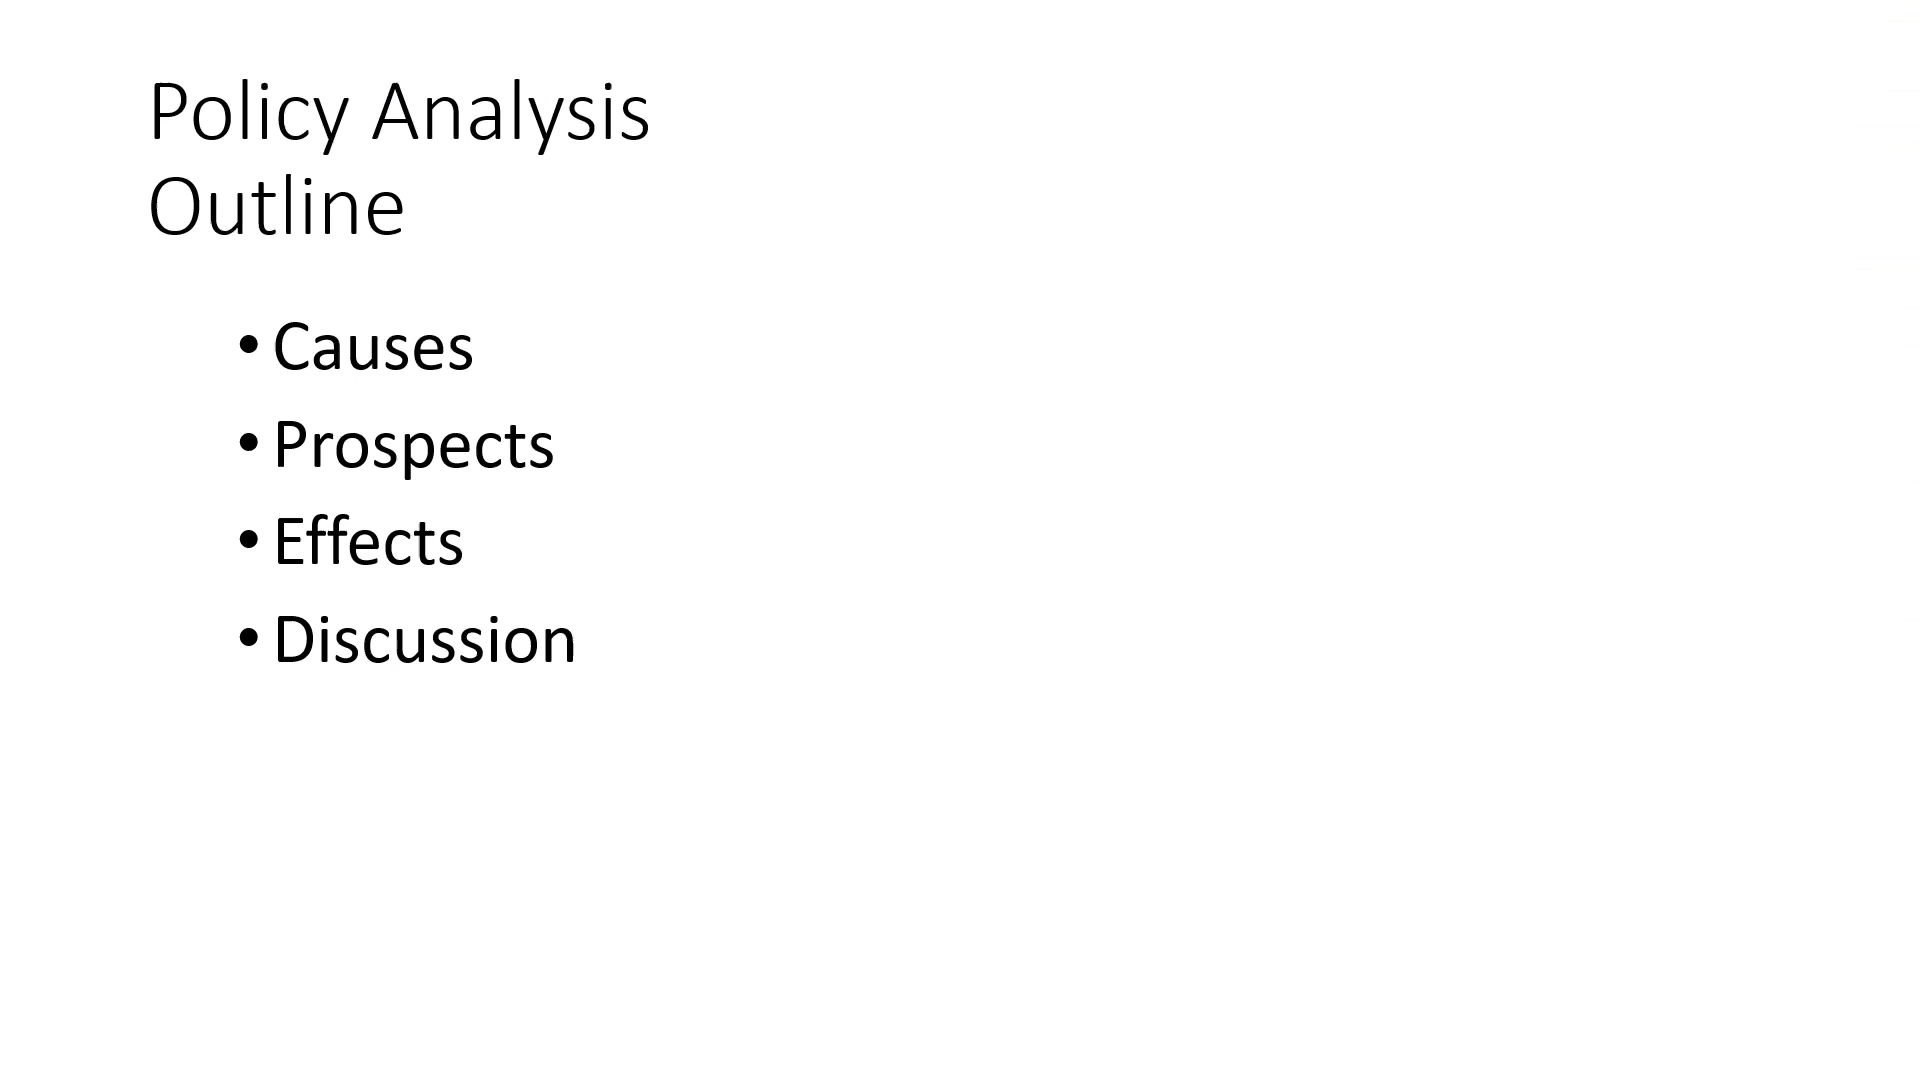 Policy Analysis
Outline
• Causes
• Prospects
• Effects
• Discussion